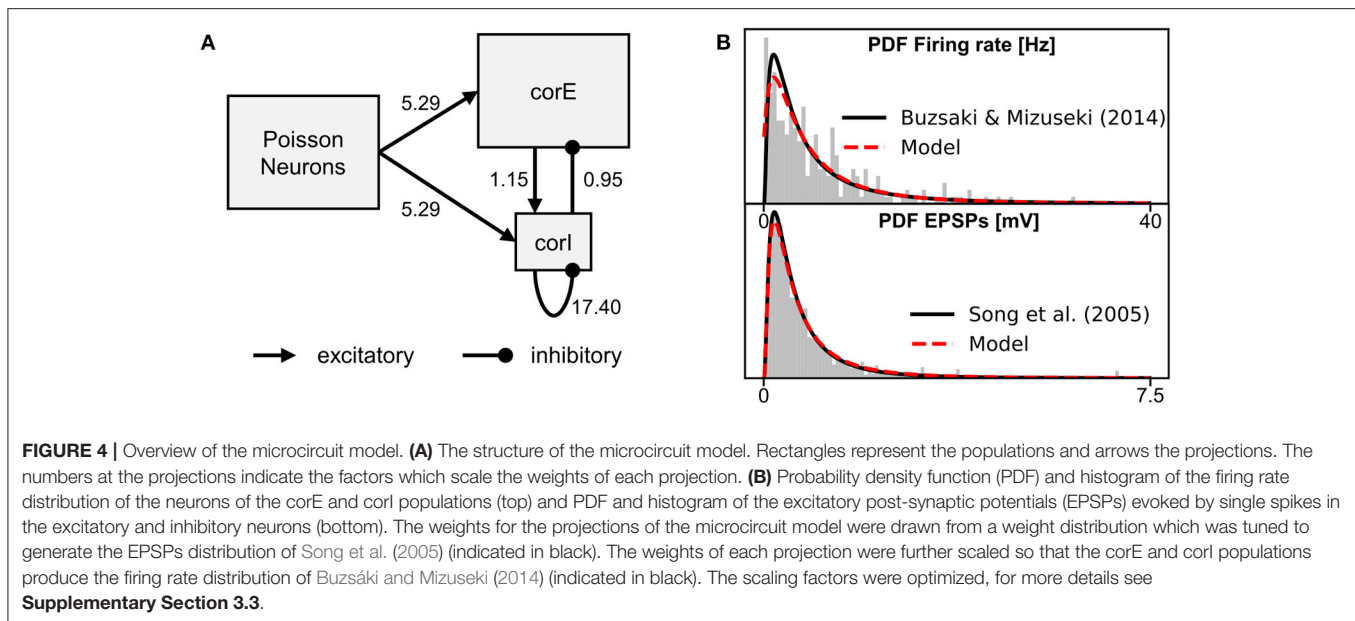 A
Poisson
Neurons
5.29
5.29
corE
1.15
0.95
corI
17.40
excitatory
inhibitory
B
PDF Firing rate [Hz]
Buzsaki & Mizuseki (2014)
Model
0
40
PDF EPSPs [mV]
Song et al. (2005)
Model
0
7.5
FIGURE 4 | Overview of the microcircuit model. (A) The structure of the microcircuit model. Rectangles represent the populations and arrows the projections. The
numbers at the projections indicate the factors which scale the weights of each projection. (B) Probability density function (PDF) and histogram of the firing rate
distribution of the neurons of the corE and corI populations (top) and PDF and histogram of the excitatory post-synaptic potentials (EPSPs) evoked by single spikes in
the excitatory and inhibitory neurons (bottom). The weights for the projections of the microcircuit model were drawn from a weight distribution which was tuned to
generate the EPSPs distribution of Song et al. (2005) (indicated in black). The weights of each projection were further scaled so that the corE and corI populations
produce the firing rate distribution of Buzsáki and Mizuseki (2014) (indicated in black). The scaling factors were optimized, for more details see
Supplementary Section 3.3.